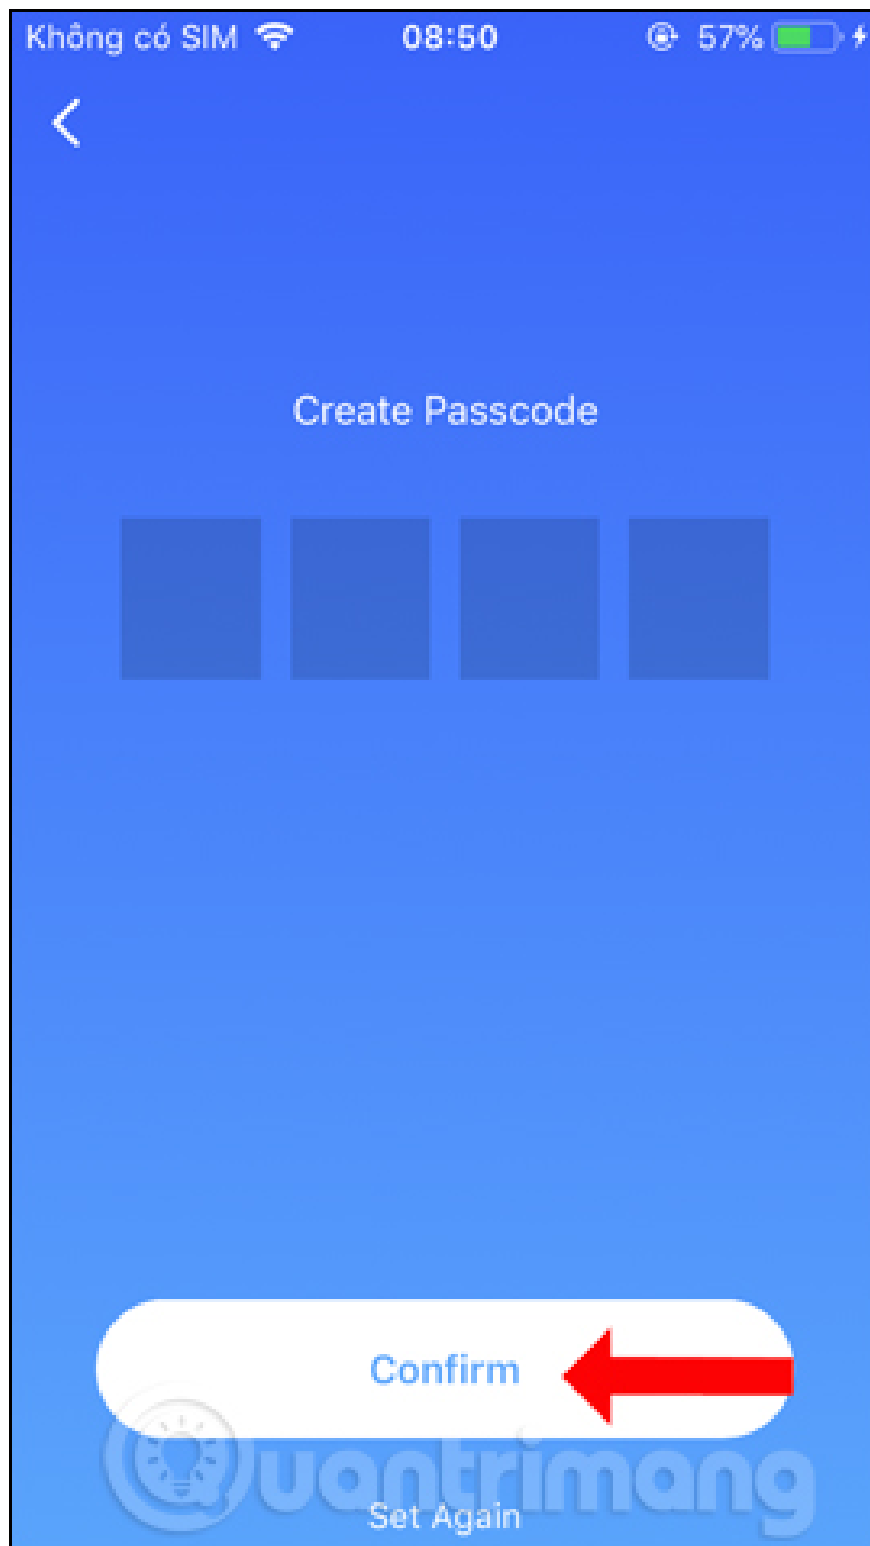 Không có SIM 08:50 57%
Create Passcode
Confirm
Quantrimang
Set Again